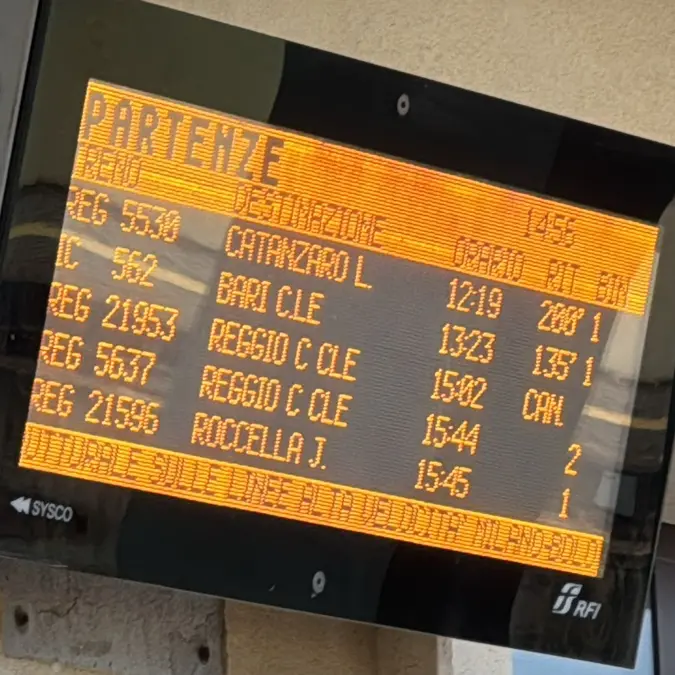 PARTENZE 14:56
TRENO DESTINAZIONE ORARIO RIT BIN
REG 5530 CATANZARO L. 12:19 200' 1
IC 562 BARI CLE 13:23 135' 1
REG 21953 REGGIO C CLE 15:02 CAN.
REG 5637 REGGIO C CLE 15:44 2
REG 21596 ROCCELLA J. 15:45 1
SULLE LINEE ALTA VELOCITA' MILANO-BOLO
SYSCO
RFI